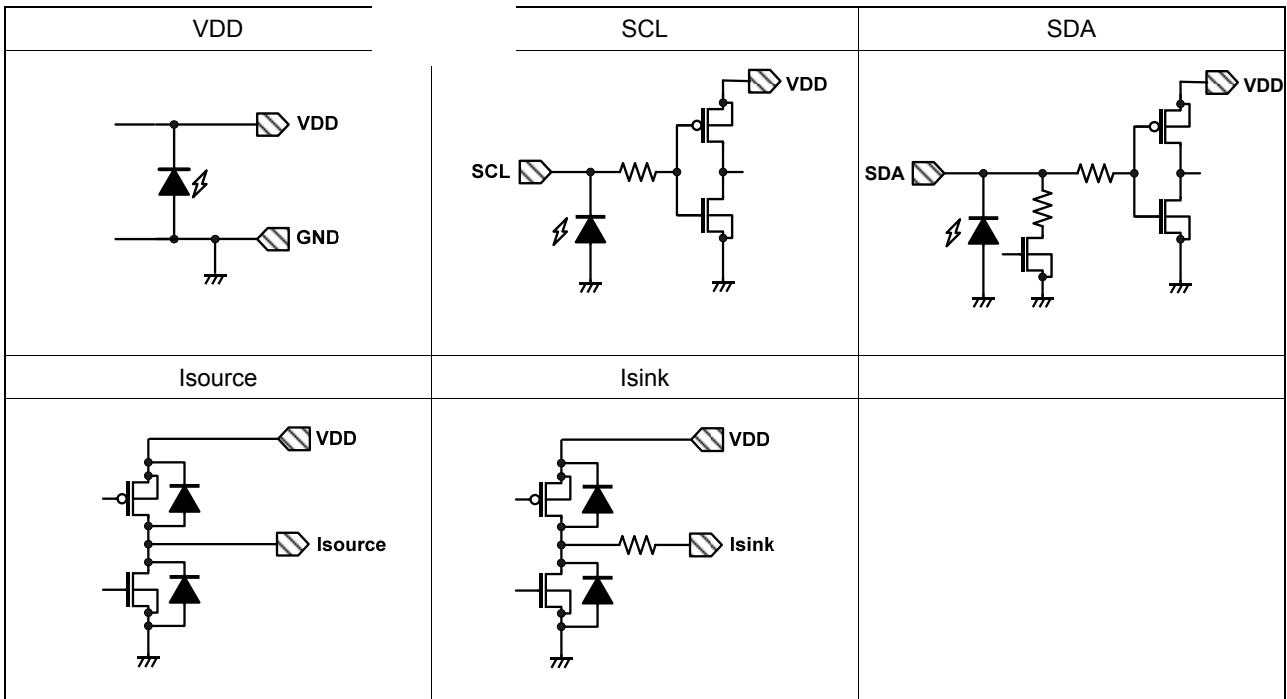 VDD
SCL
SDA
VDD
GND
VDD
SCL
VDD
SDA
Isource
Isink
VDD
Isource
VDD
Isink